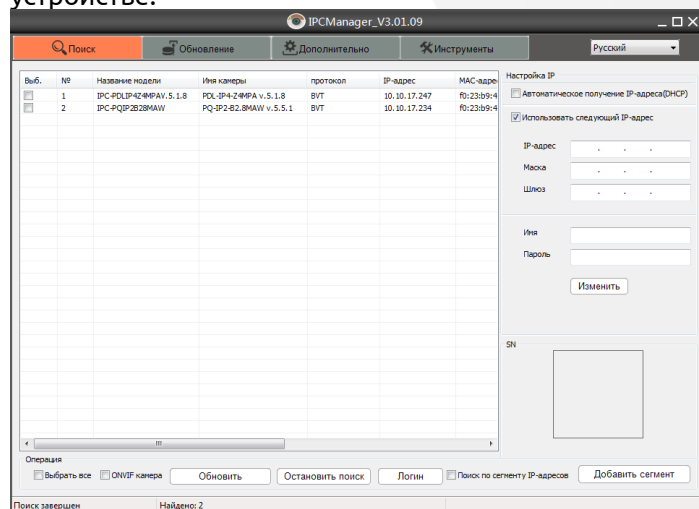 устройстве.
IPCManager_V3.01.09
Поиск Обновление Дополнительно Инструменты Русский
Выб. № Название модели Имя камеры протокол IP-адрес MAC-адре
1 IPC-PDLIP4Z4MPAV.5.1.8 PDL-IP4-Z4MPA v.5.1.8 BVT 10.10.17.247 f0:23:b9:4
2 IPC-PQIP2B28MAW PQ-IP2-B2.8MAW v.5.5.1 BVT 10.10.17.234 f0:23:b9:4
Настройка IP
Автоматическое получение IP-адреса(DHCP)
Использовать следующий IP-адрес
IP-адрес . . .
Маска . . .
Шлюз . . .
Имя
Пароль
Изменить
SN
Операция
Выбрать все ONVIF камера Обновить Остановить поиск Логин Поиск по сегменту IP-адресов Добавить сегмент
Поиск завершен Найдено: 2